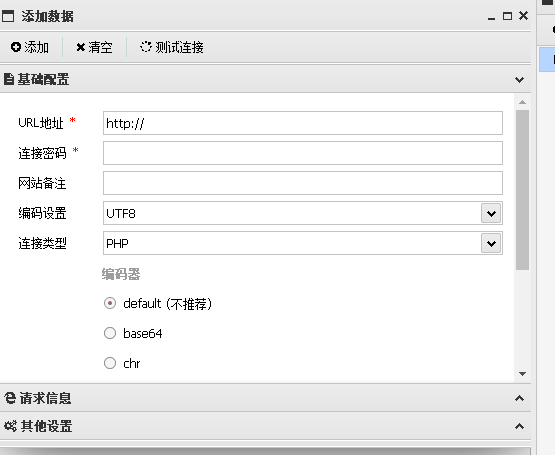 添加数据
添加 清空 测试连接
基础配置
URL地址 * http://
连接密码 *
网站备注
编码设置 UTF8
连接类型 PHP
编码器
default (不推荐)
base64
chr
请求信息
其他设置